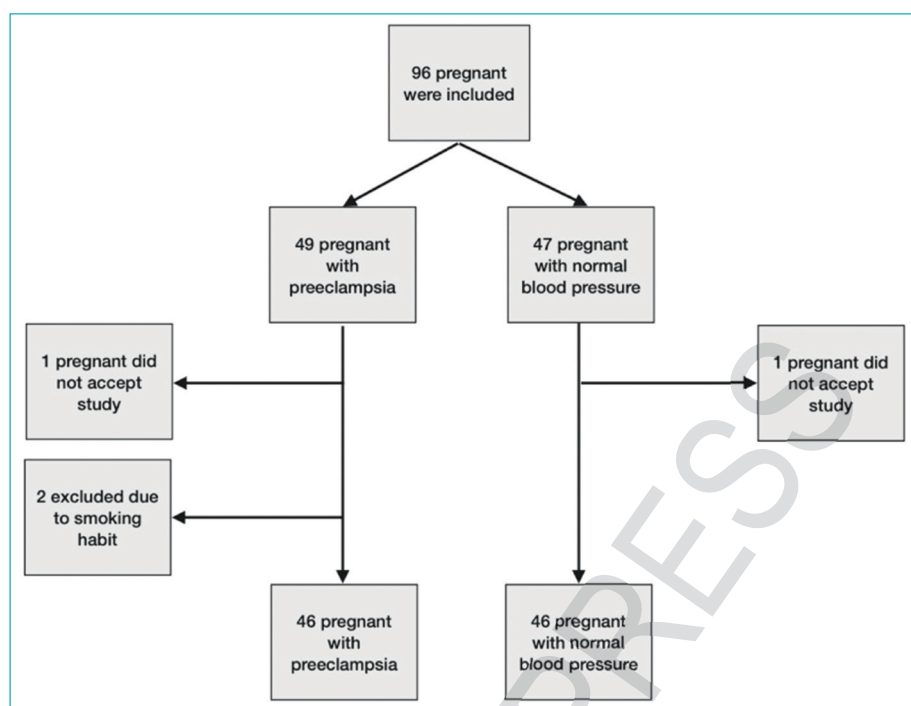 96 pregnant
were included
49 pregnant
with
preeclampsia
47 pregnant
with normal
blood pressure
1 pregnant did
not accept
study
1 pregnant did
not accept
study
2 excluded due
to smoking
habit
46 pregnant
with
preeclampsia
46 pregnant
with normal
blood pressure
PRESS